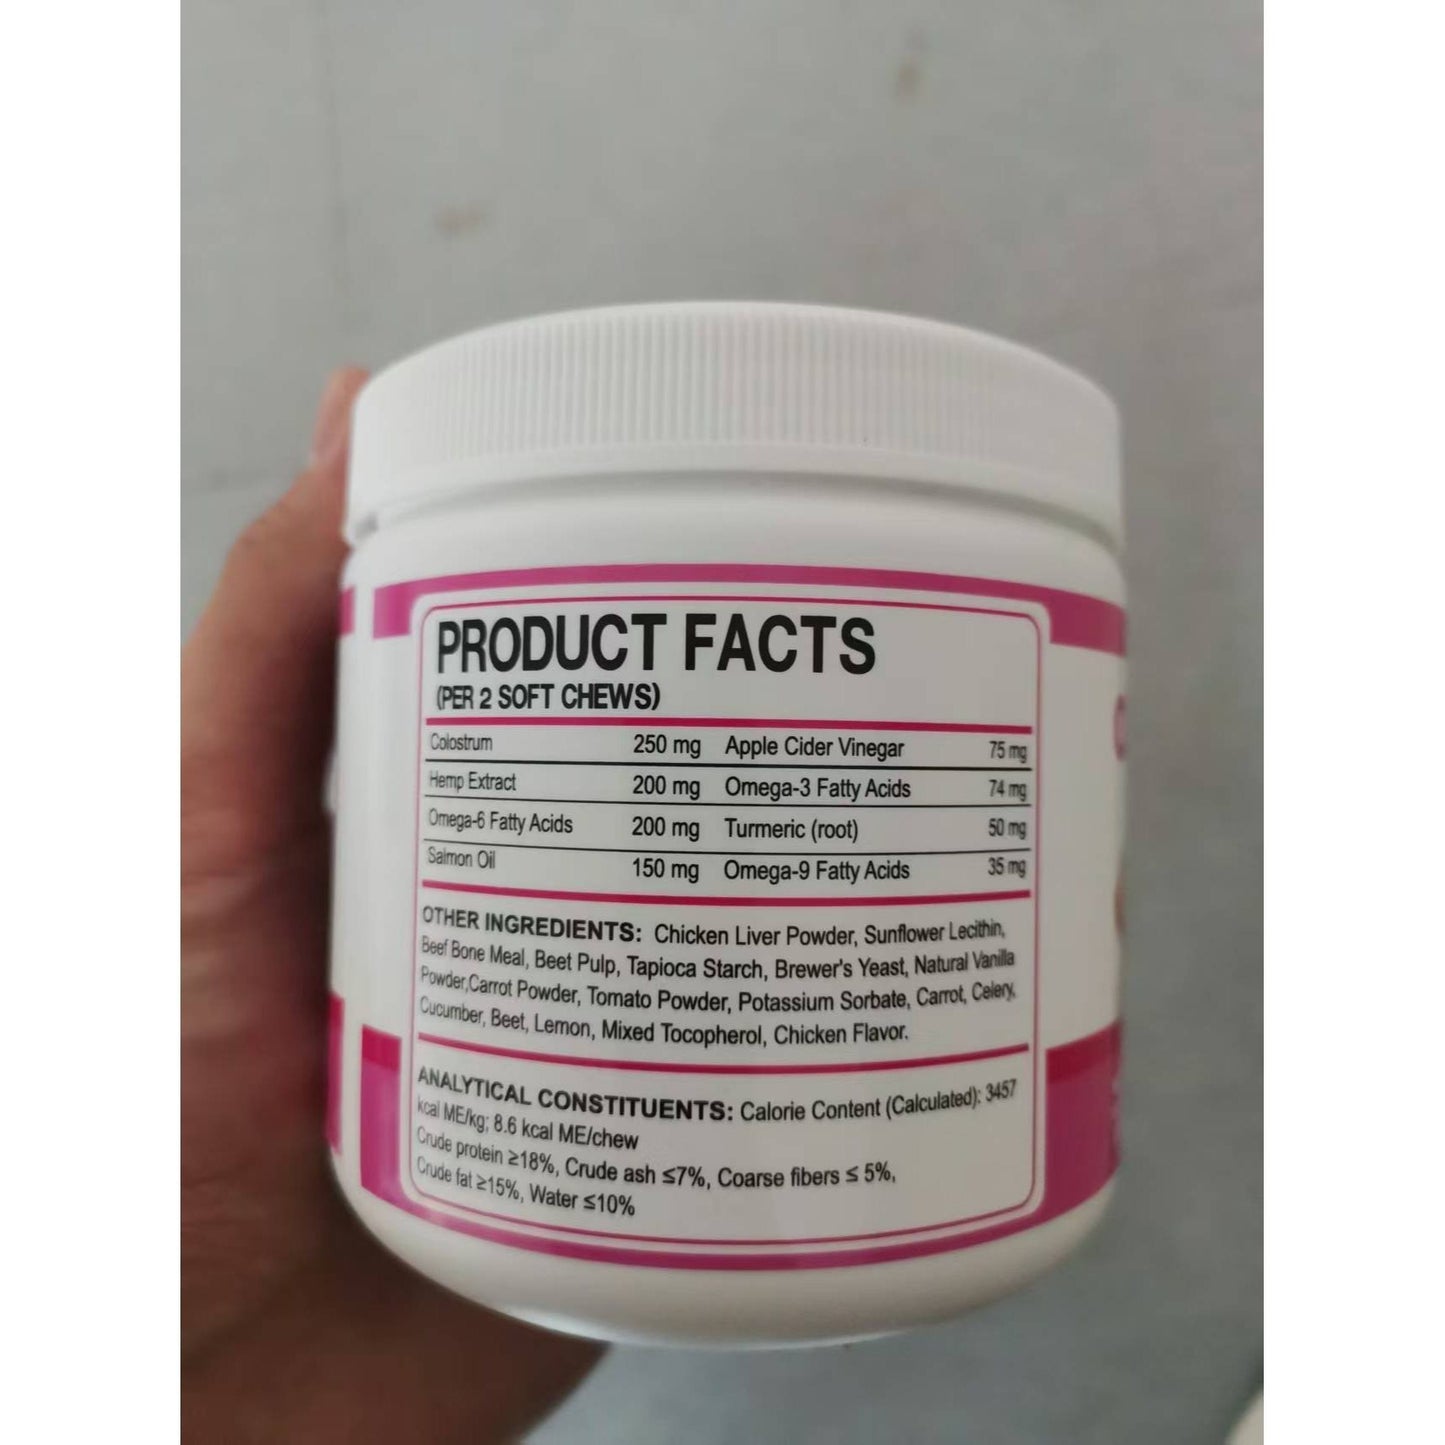 PRODUCT FACTS
(PER 2 SOFT CHEWS)
Colostrum 250 mg Apple Cider Vinegar 75 mg
Hemp Extract 200 mg Omega-3 Fatty Acids 74 mg
Omega-6 Fatty Acids 200 mg Turmeric (root) 50 mg
Salmon Oil 150 mg Omega-9 Fatty Acids 35 mg
OTHER INGREDIENTS: Chicken Liver Powder, Sunflower Lecithin,
Beef Bone Meal, Beet Pulp, Tapioca Starch, Brewer's Yeast, Natural Vanilla
Powder,Carrot Powder, Tomato Powder, Potassium Sorbate, Carrot, Celery,
Cucumber, Beet, Lemon, Mixed Tocopherol, Chicken Flavor.
ANALYTICAL CONSTITUENTS: Calorie Content (Calculated): 3457
kcal ME/kg; 8.6 kcal ME/chew
Crude protein ≥18%, Crude ash ≤7%, Coarse fibers ≤ 5%,
Crude fat ≥15%, Water ≤10%